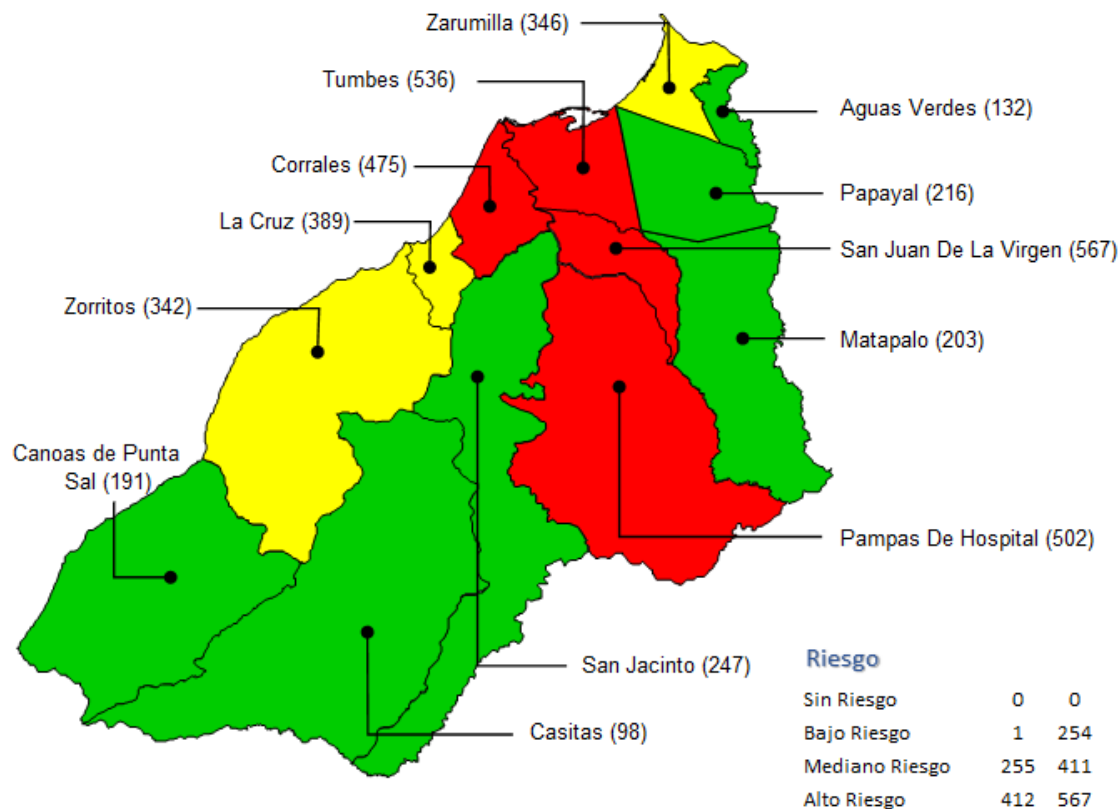 Zarumilla (346)
Tumbes (536)
Aguas Verdes (132)
Corrales (475)
Papayal (216)
La Cruz (389)
San Juan De La Virgen (567)
Zorritos (342)
Matapalo (203)
Canoas de Punta
Sal (191)
Pampas De Hospital (502)
San Jacinto (247)
Casitas (98)
Riesgo
Sin Riesgo 0 0
Bajo Riesgo 1 254
Mediano Riesgo 255 411
Alto Riesgo 412 567